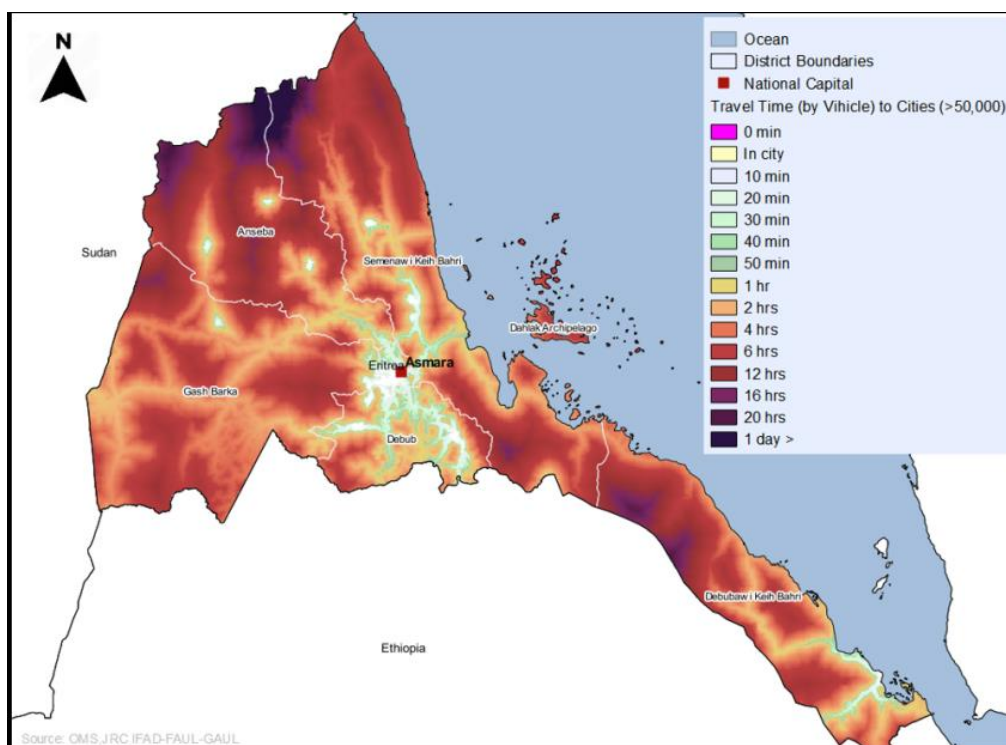 N
Ocean
District Boundaries
National Capital
Travel Time (by Vihicle) to Cities (>50,000)
0 min
In city
10 min
20 min
30 min
40 min
50 min
1 hr
2 hrs
4 hrs
6 hrs
12 hrs
16 hrs
20 hrs
1 day >
Anseba
Sudan
Semenawi Keih Bahri
Dahlak Archipelago
Eritrea
Asmara
Gash Barka
Debub
Debubawi Keih Bahri
Ethiopia
Source: OMS,JRC IFAD-FAUL-GAUL